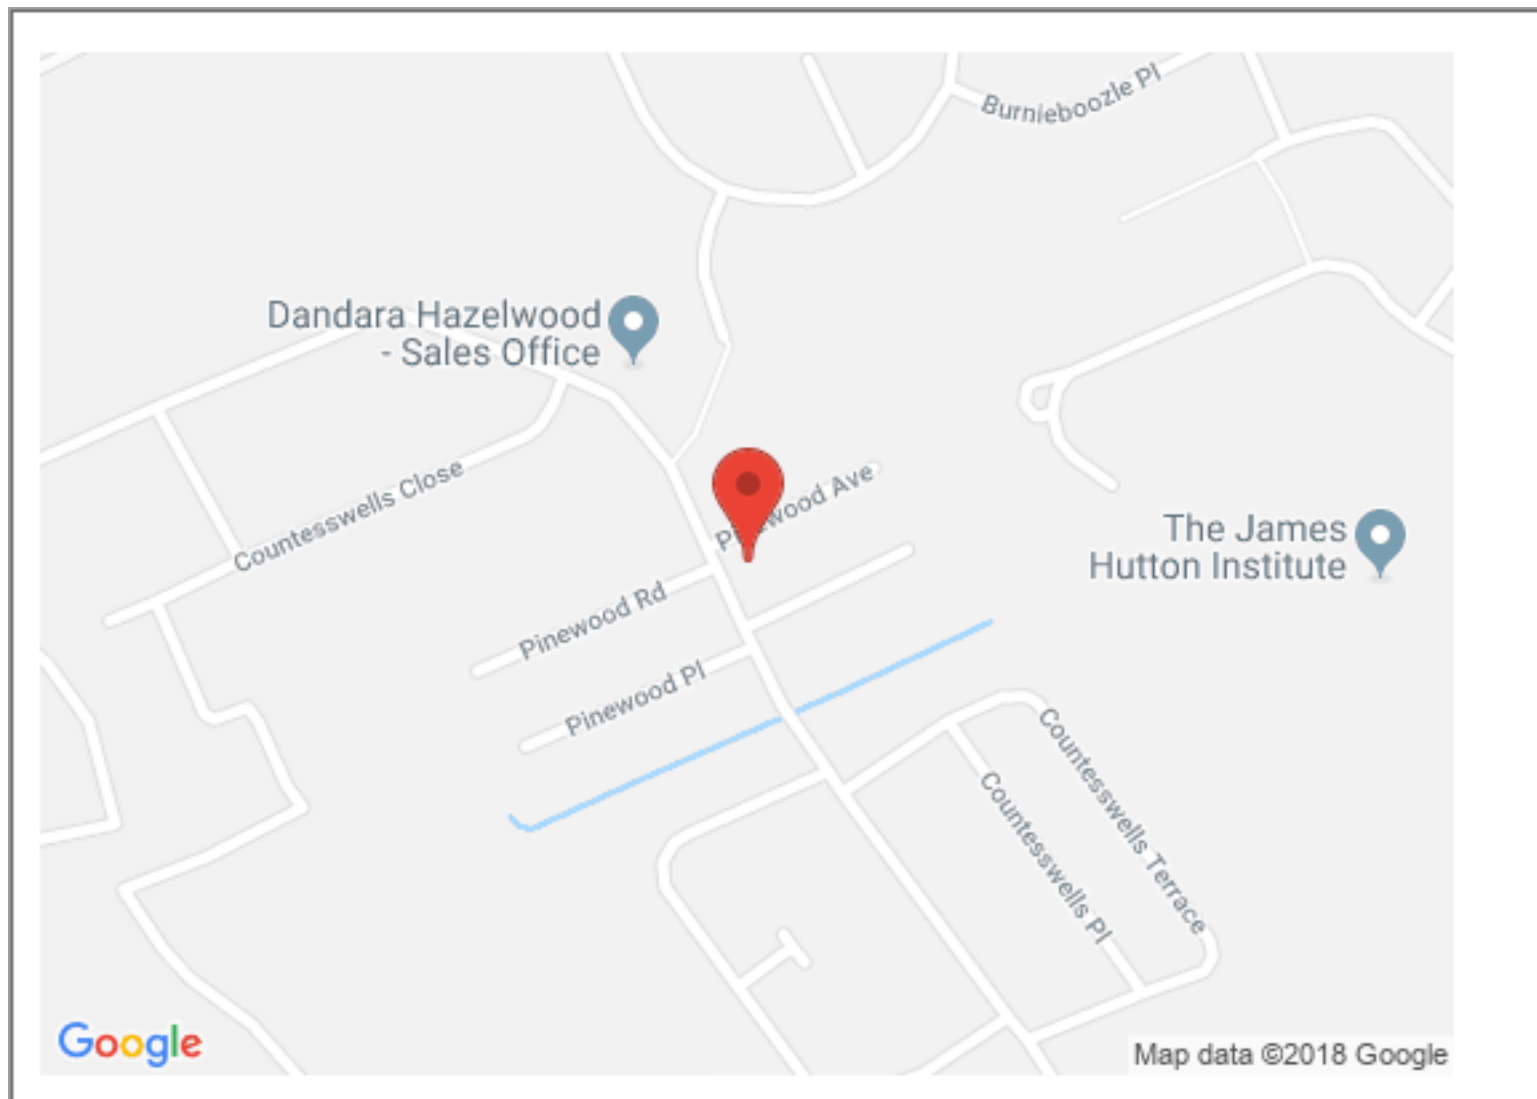 Burnieboozle Pl
Dandara Hazelwood
- Sales Office
Countesswells Close
Pinewood Ave
The James
Hutton Institute
Pinewood Rd
Pinewood Pl
Countesswells Terrace
Countesswells Pl
Google
Map data ©2018 Google